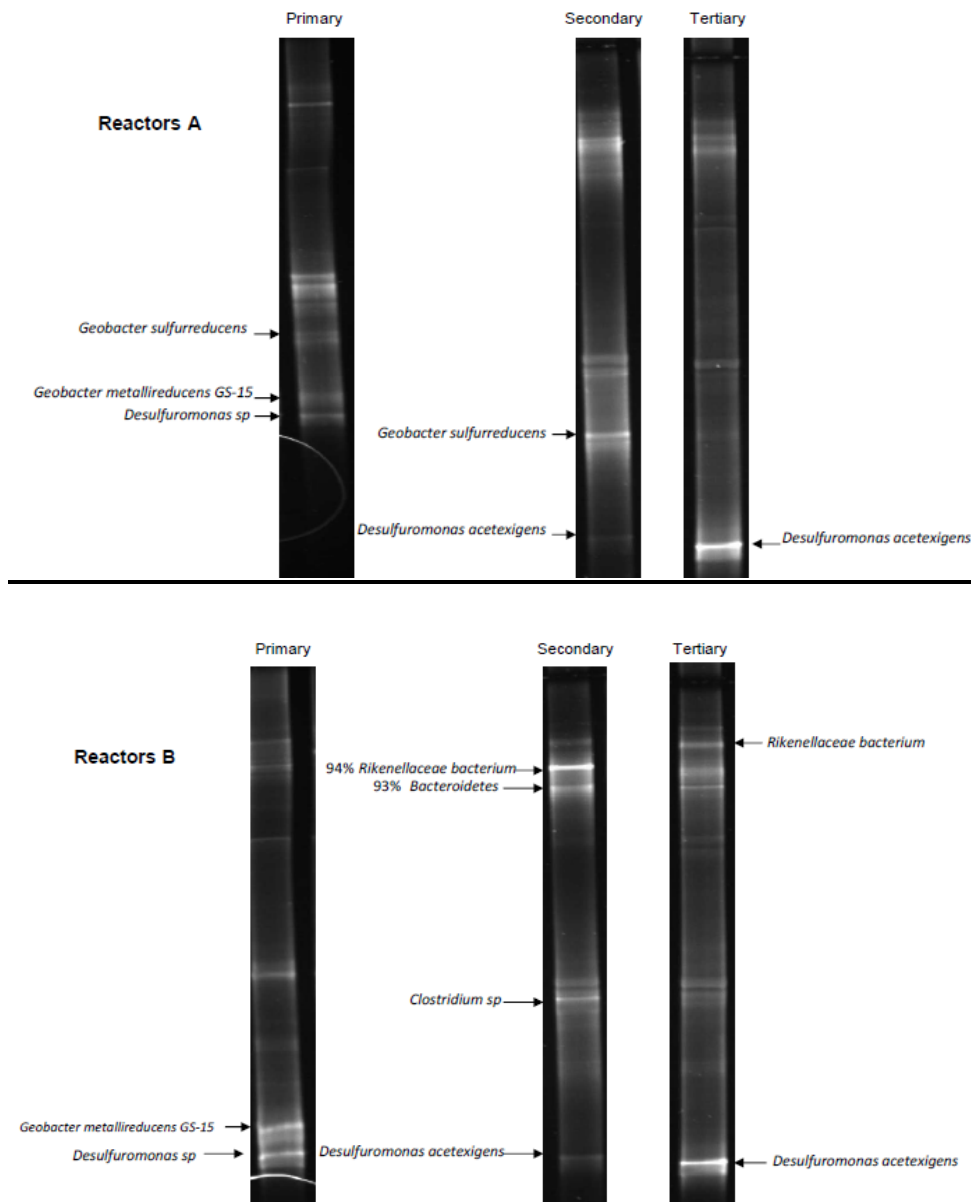 Primary
Secondary
Tertiary
Reactors A
Geobacter sulfurreducens
Geobacter metallireducens GS-15
Desulfuromonas sp
Geobacter sulfurreducens
Desulfuromonas acetexigens
Desulfuromonas acetexigens
Primary
Secondary
Tertiary
Reactors B
Rikenellaceae bacterium
94% Rikenellaceae bacterium
93% Bacteroidetes
Clostridium sp
Geobacter metallireducens GS-15
Desulfuromonas sp
Desulfuromonas acetexigens
Desulfuromonas acetexigens